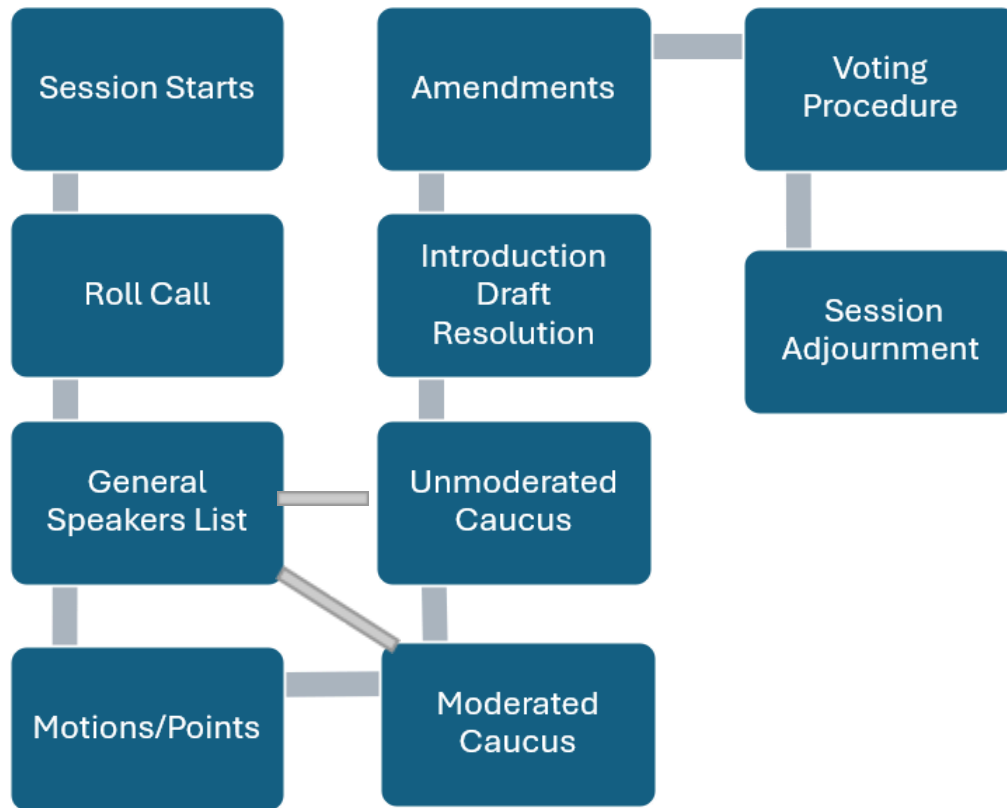 Session Starts
Roll Call
General
Speakers List
Motions/Points
Moderated
Caucus
Unmoderated
Caucus
Introduction
Draft
Resolution
Amendments
Voting
Procedure
Session
Adjournment